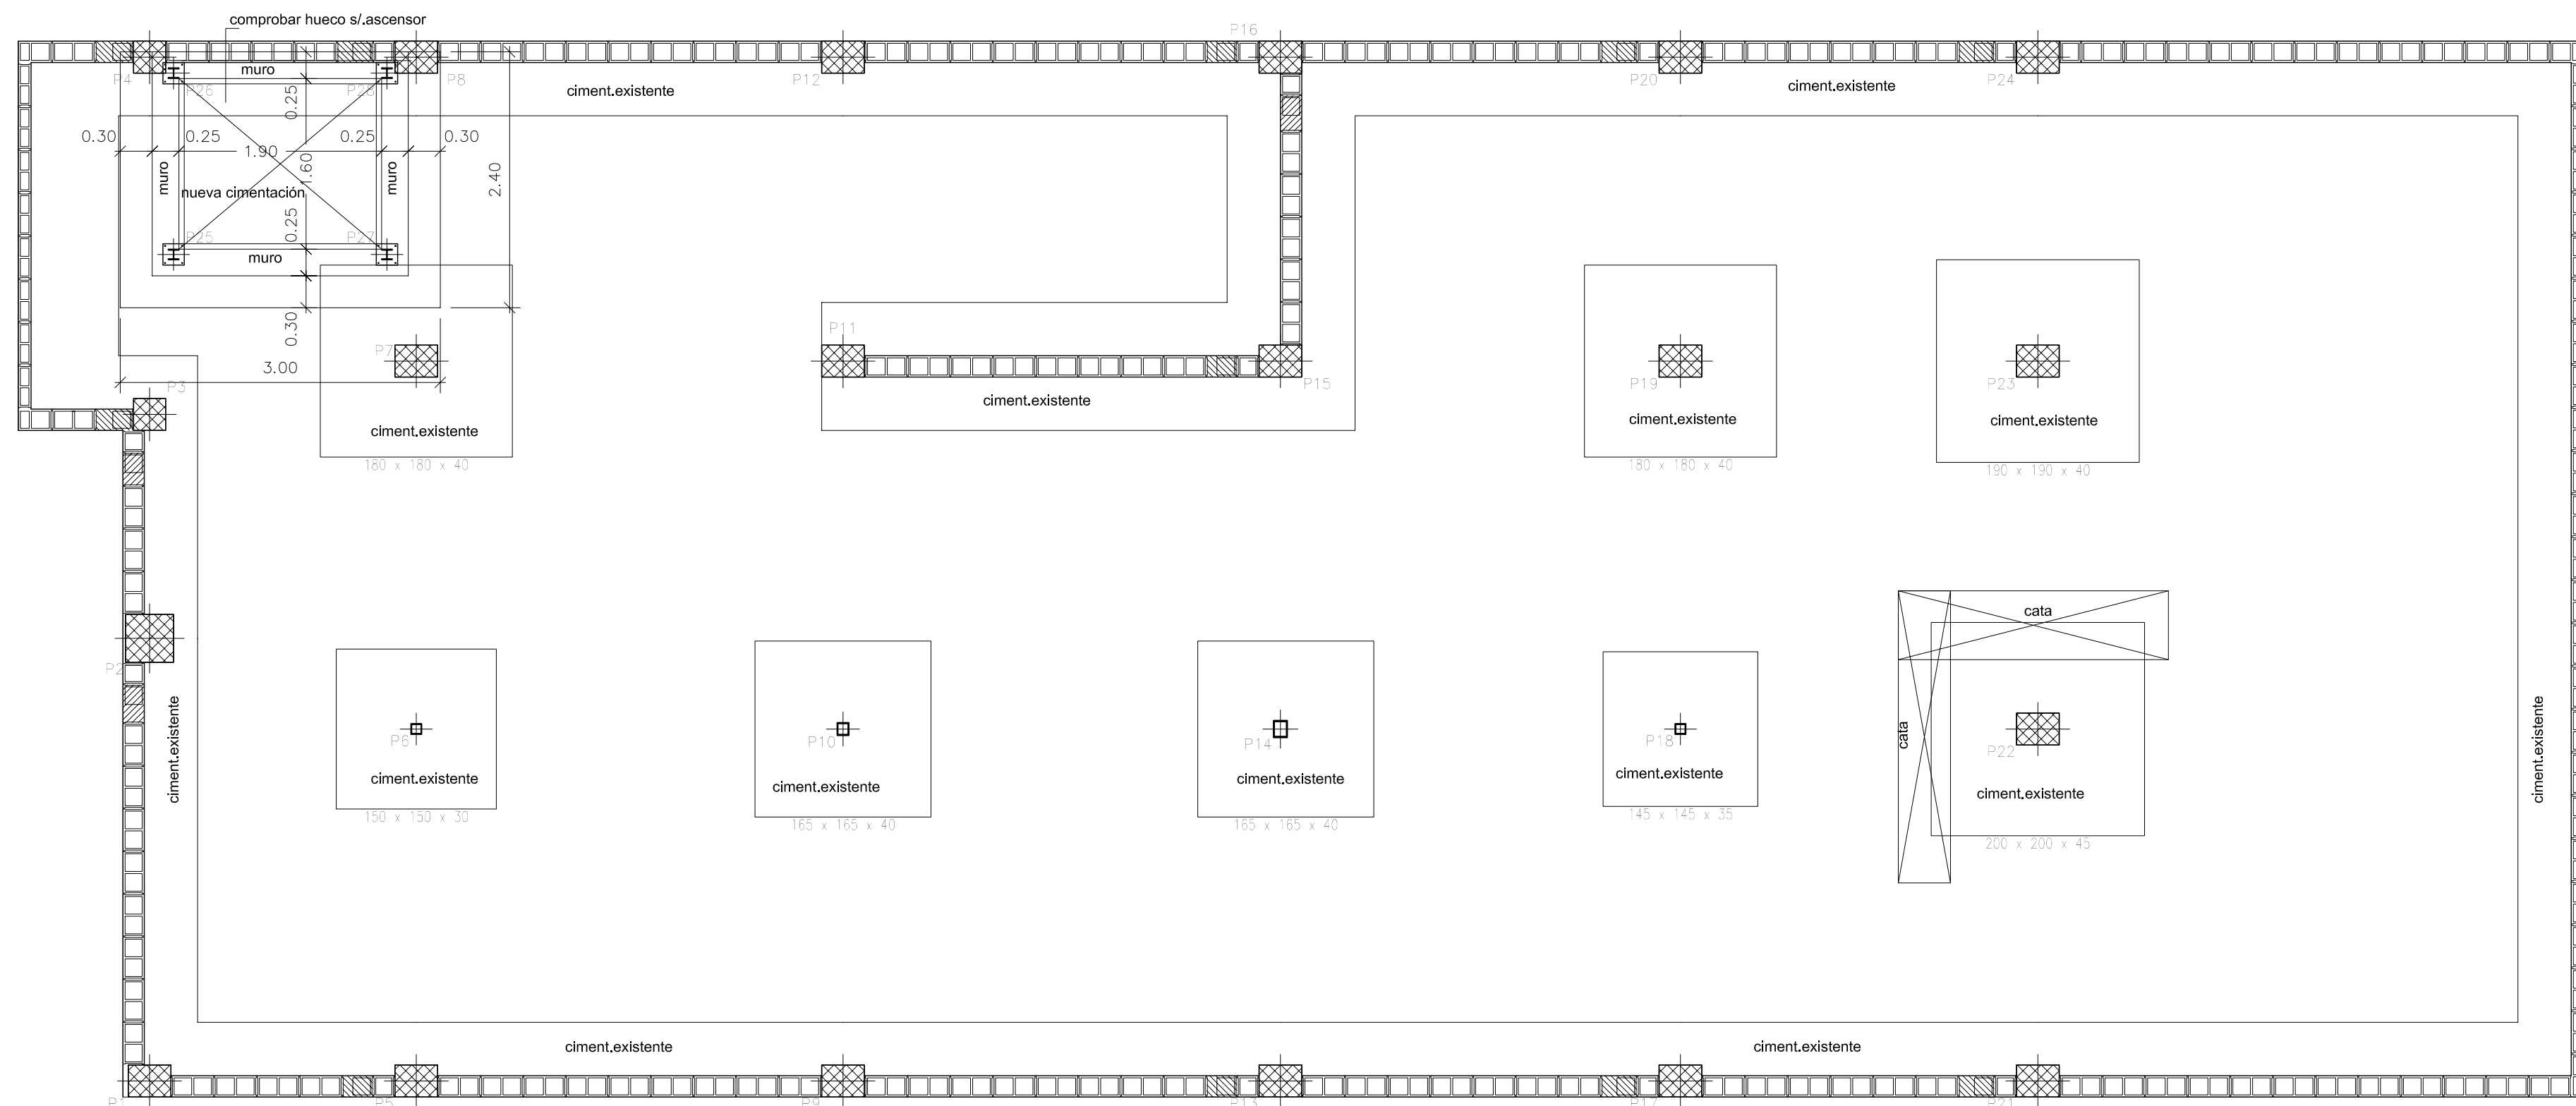 comprobar hueco s/.ascensor
P16
P4
muro
P8
P12
ciment.existente
P20
ciment.existente
P24
P26
P28
0.25
0.30
0.25
1.90
0.25
0.30
muro
1.60
muro
2.40
nueva cimentación
P25
0.25
P27
muro
0.30
P11
P7
3.00
P3
P15
P19
P23
ciment.existente
ciment.existente
ciment.existente
ciment.existente
180 x 180 x 40
180 x 180 x 40
190 x 190 x 40
cata
P2
ciment.existente
P6
P10
P14
P18
cata
P22
ciment.existente
ciment.existente
ciment.existente
ciment.existente
ciment.existente
ciment.existente
150 x 150 x 30
165 x 165 x 40
165 x 165 x 40
145 x 145 x 35
200 x 200 x 45
ciment.existente
ciment.existente
P1
P5
P9
P13
P17
P21